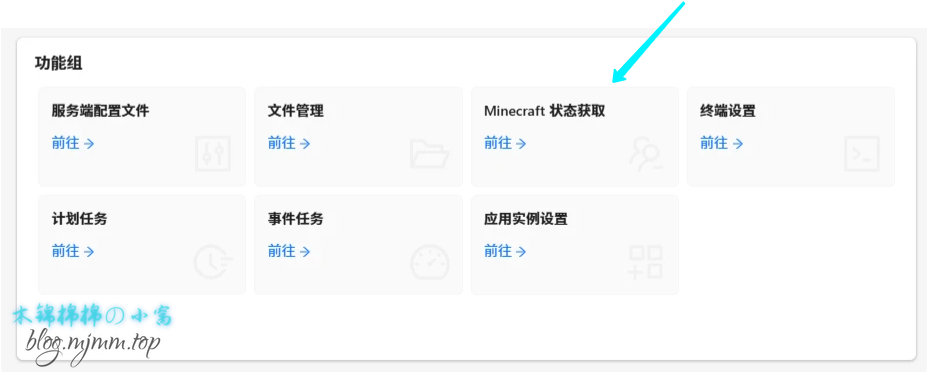 功能组
服务端配置文件
前往 →
文件管理
前往 →
Minecraft 状态获取
前往 →
终端设置
前往 →
计划任务
前往 →
事件任务
前往 →
应用实例设置
前往 →
木锦棉棉の小窝
blog.mjmm.top